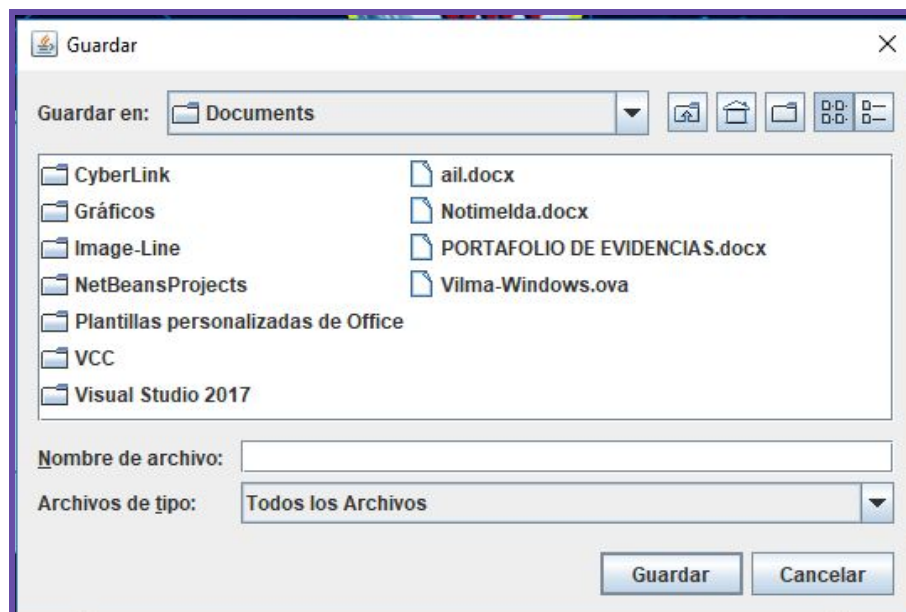 Guardar
Guardar en: Documents
CyberLink
Gráficos
Image-Line
NetBeansProjects
Plantillas personalizadas de Office
VCC
Visual Studio 2017
ail.docx
Notimelda.docx
PORTAFOLIO DE EVIDENCIAS.docx
Vilma-Windows.ova
Nombre de archivo:
Archivos de tipo: Todos los Archivos
Guardar Cancelar